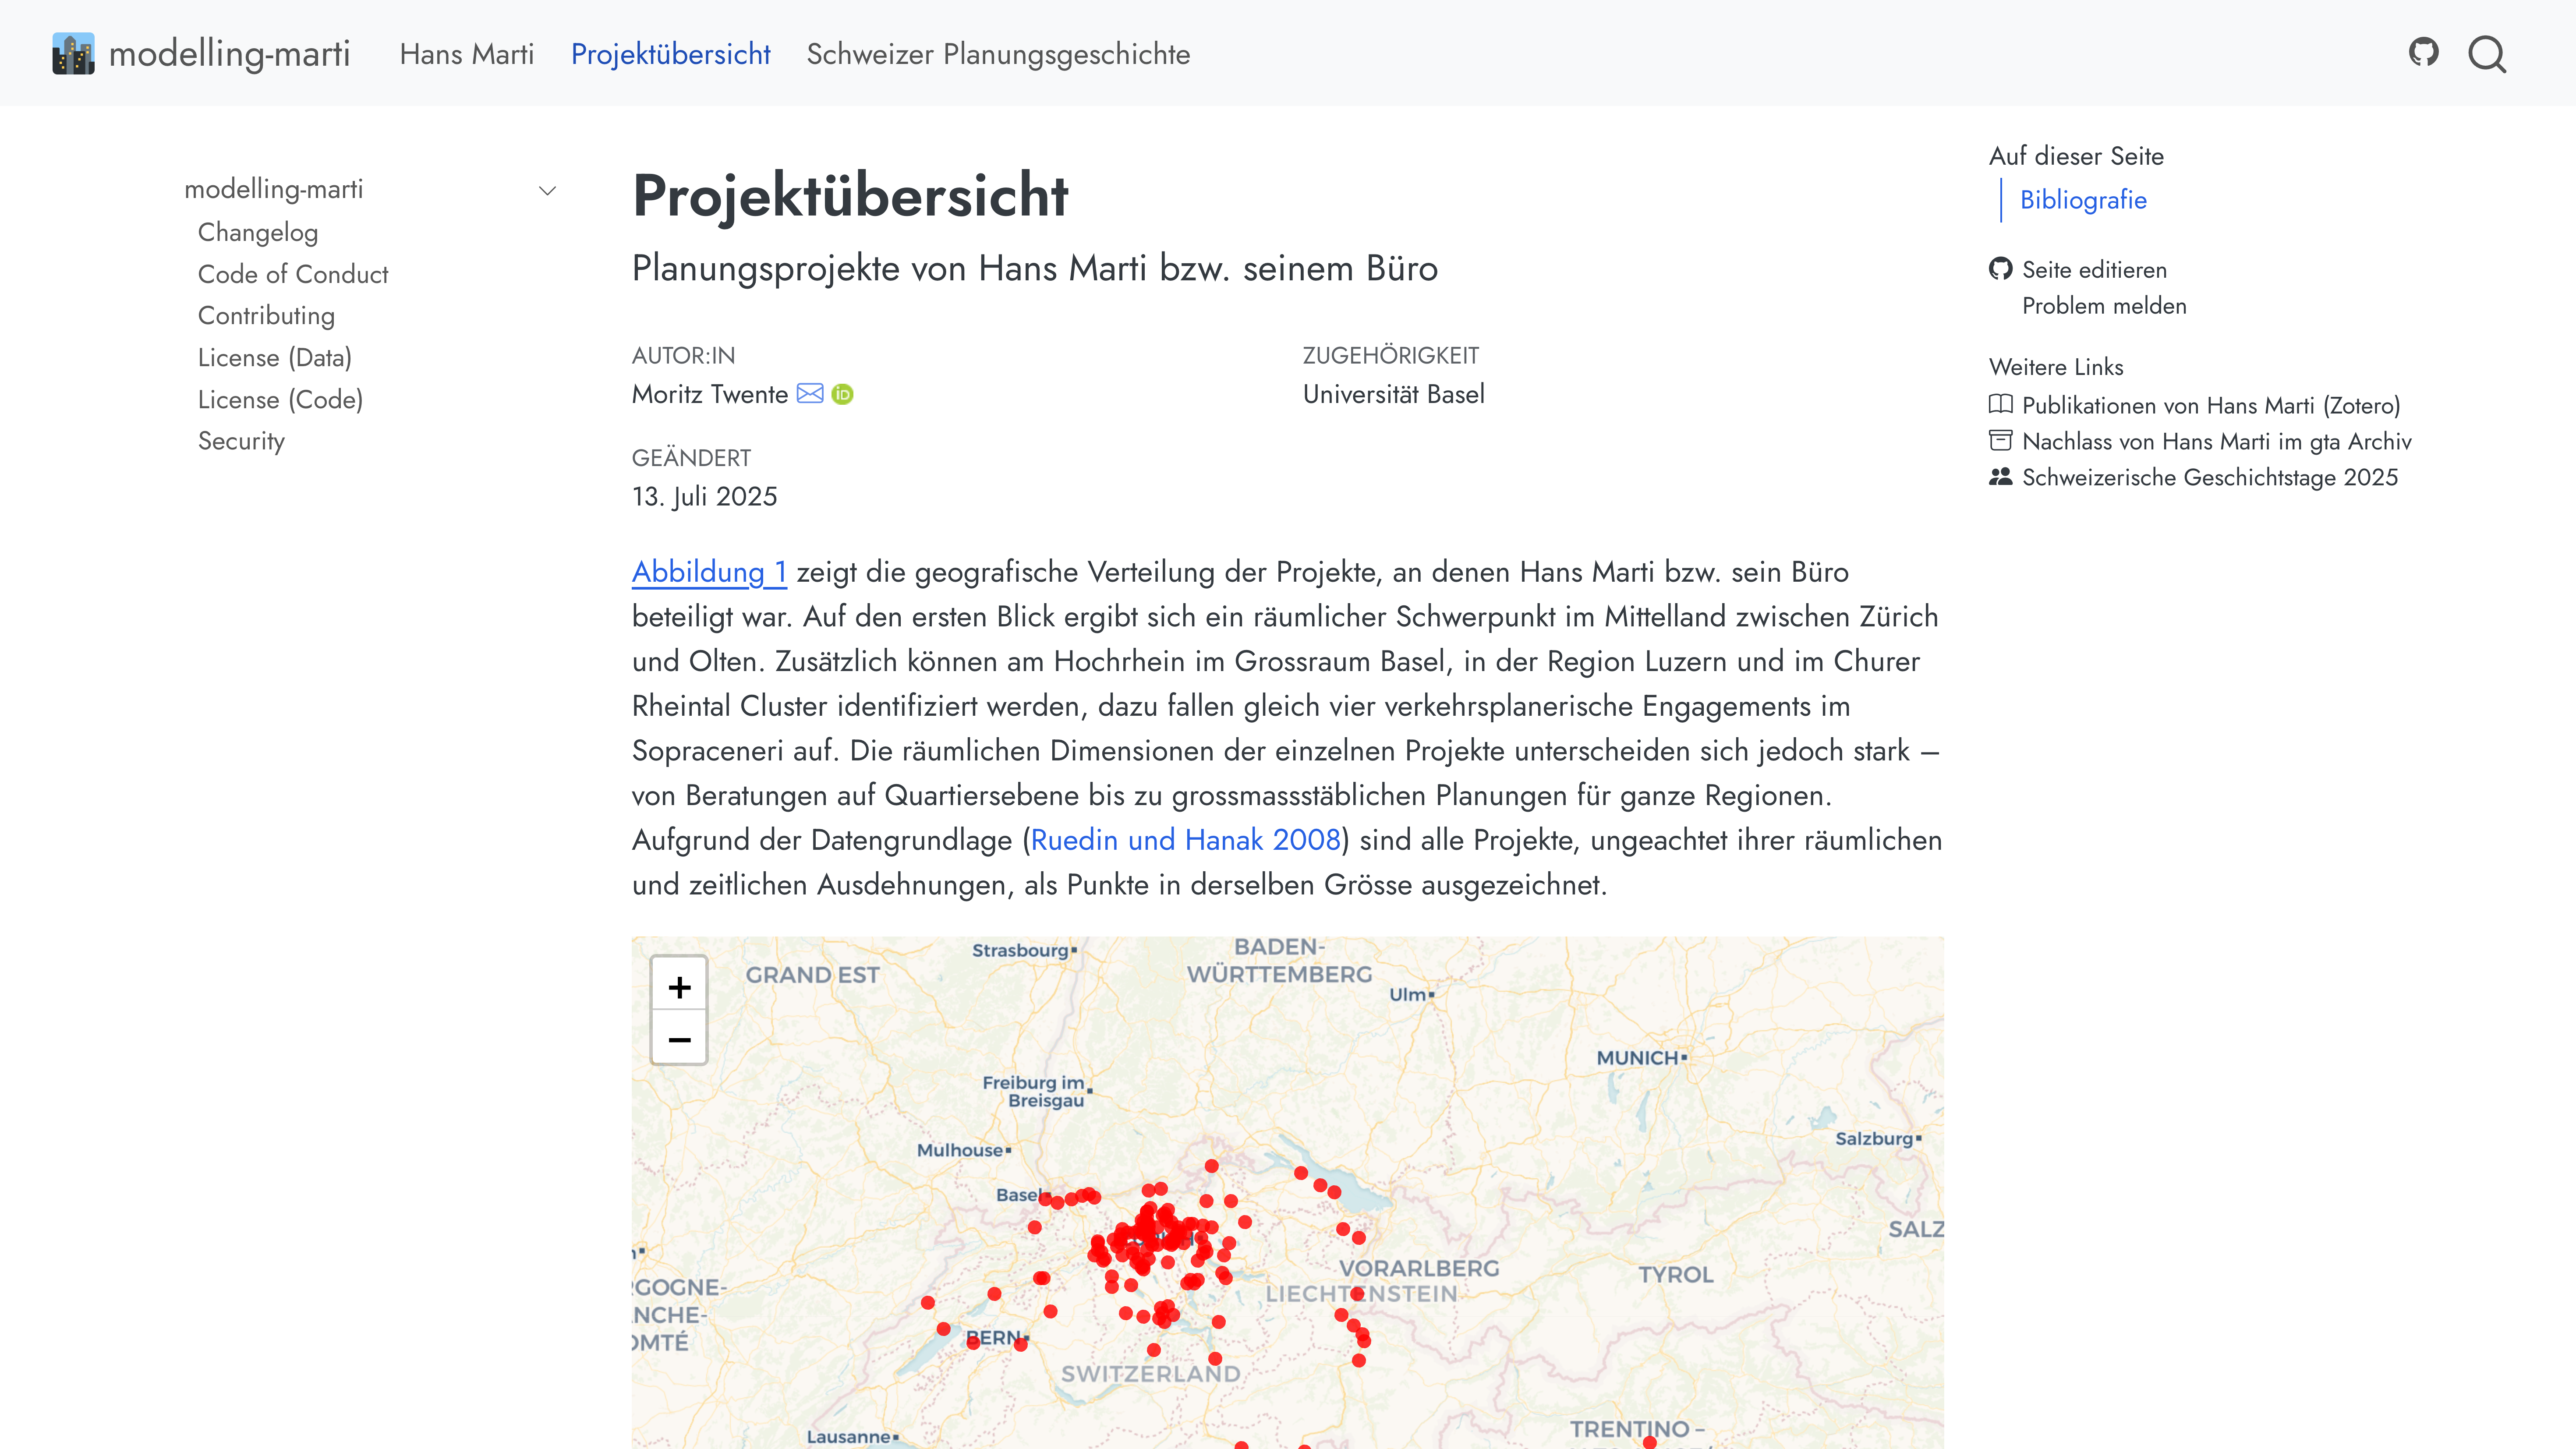 modelling-marti
Hans Marti
Projektübersicht
Schweizer Planungsgeschichte
modelling-marti
Changelog
Code of Conduct
Contributing
License (Data)
License (Code)
Security
Projektübersicht
Planungsprojekte von Hans Marti bzw. seinem Büro
AUTOR:IN
Moritz Twente
iD
ZUGEHÖRIGKEIT
Universität Basel
GEÄNDERT
13. Juli 2025
Abbildung 1 zeigt die geografische Verteilung der Projekte, an denen Hans Marti bzw. sein Büro
beteiligt war. Auf den ersten Blick ergibt sich ein räumlicher Schwerpunkt im Mittelland zwischen Zürich
und Olten. Zusätzlich können am Hochrhein im Grossraum Basel, in der Region Luzern und im Churer
Rheintal Cluster identifiziert werden, dazu fallen gleich vier verkehrsplanerische Engagements im
Sopraceneri auf. Die räumlichen Dimensionen der einzelnen Projekte unterscheiden sich jedoch stark –
von Beratungen auf Quartiersebene bis zu grossmassstäblichen Planungen für ganze Regionen.
Aufgrund der Datengrundlage (Ruedin und Hanak 2008) sind alle Projekte, ungeachtet ihrer räumlichen
und zeitlichen Ausdehnungen, als Punkte in derselben Grösse ausgezeichnet.
Auf dieser Seite
Bibliografie
Seite editieren
Problem melden
Weitere Links
Publikationen von Hans Marti (Zotero)
Nachlass von Hans Marti im gta Archiv
Schweizerische Geschichtstage 2025
+
−
Strasbourg
GRAND EST
BADEN-
WÜRTTEMBERG
Ulm
MUNICH
Freiburg im
Breisgau
Salzburg
Mulhouse
Basel
SALZ
VORARLBERG
TYROL
LIECHTENSTEIN
RGOGNE-
NCHE-
OMTÉ
BERN
SWITZERLAND
Lausanne
TRENTINO –